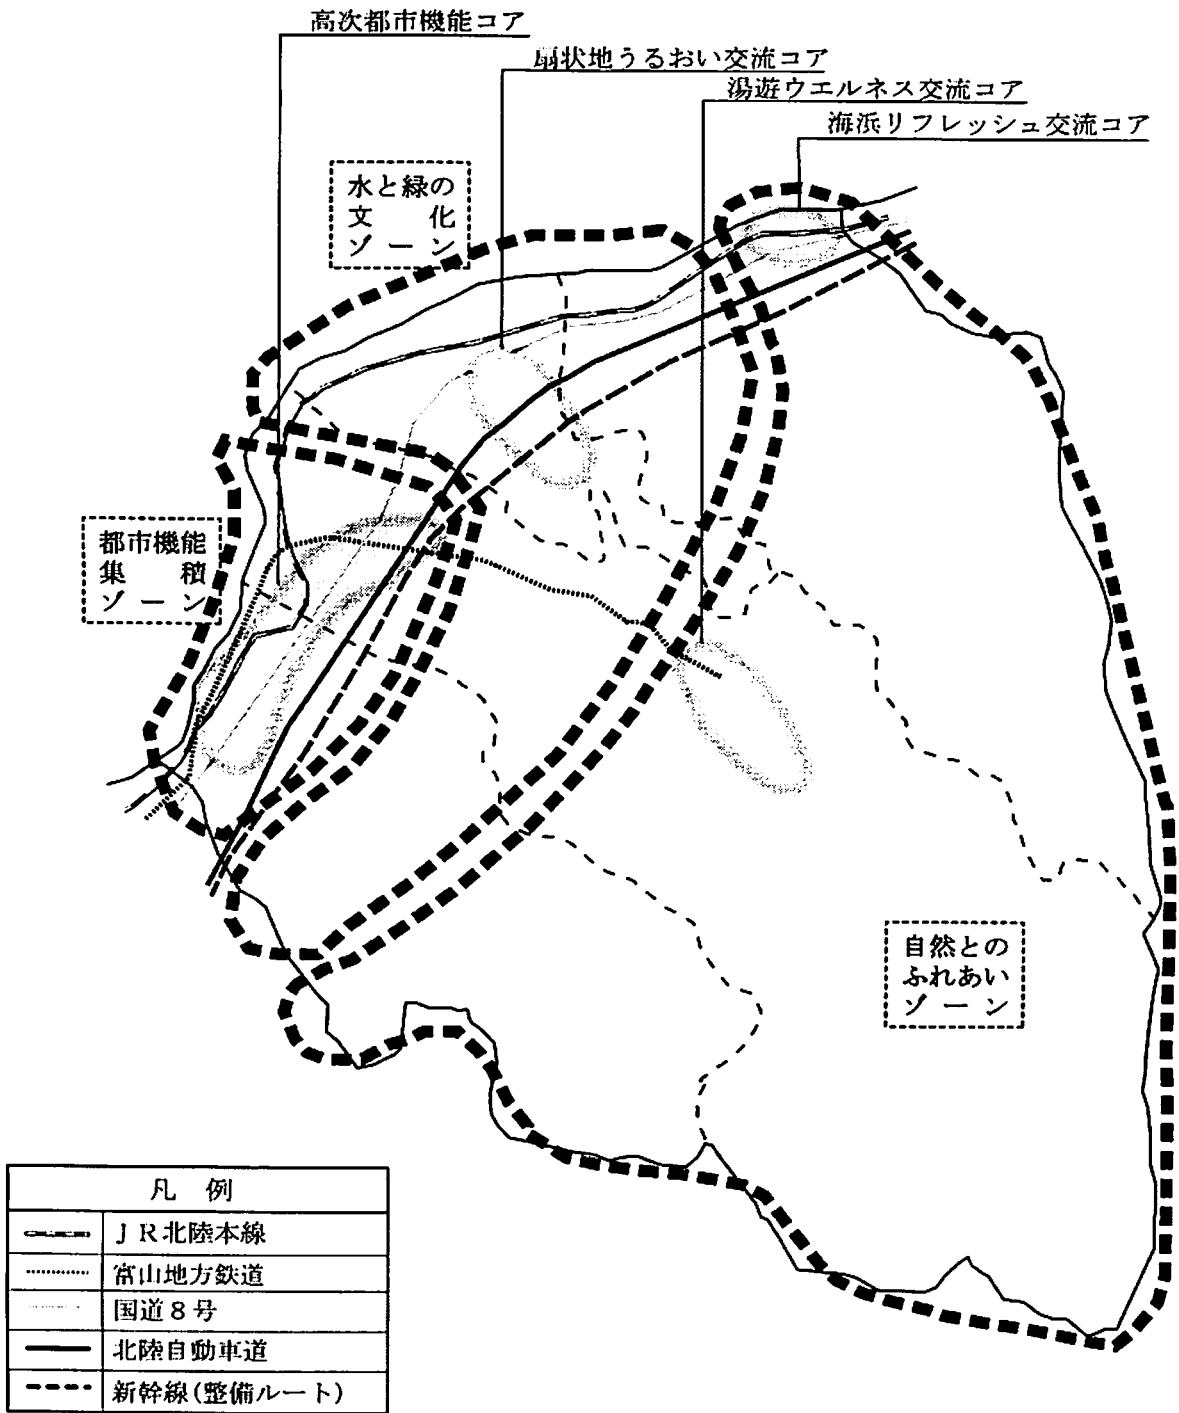 高次都市機能コア
扇状地うるおい交流コア
湯遊ウエルネス交流コア
海浜リフレッシュ交流コア
水と緑の
文化
ゾーン
都市機能
集積
ゾーン
自然との
ふれあい
ゾーン
凡例
JR北陸本線
富山地方鉄道
国道8号
北陸自動車道
新幹線(整備ルート)